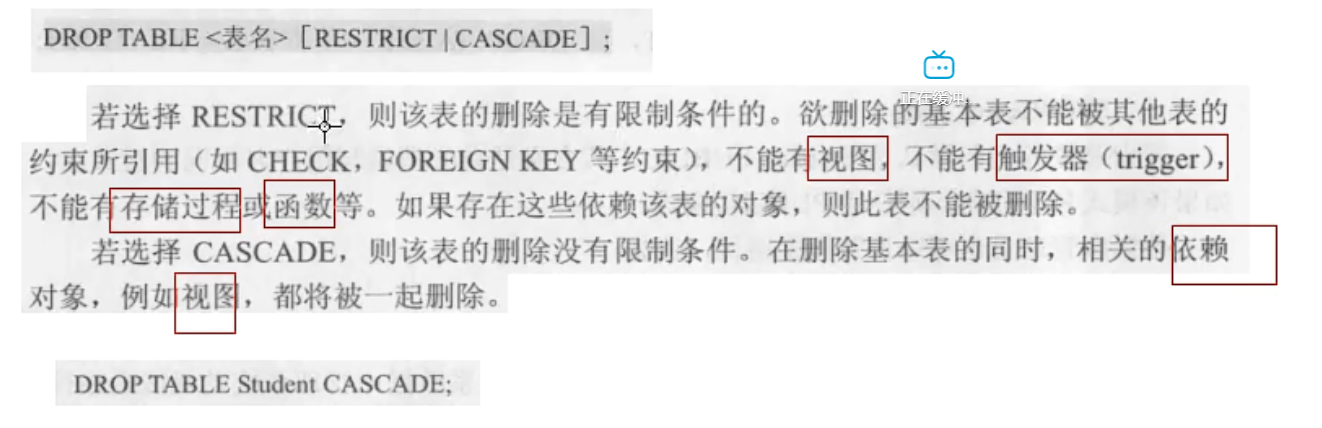 DROP TABLE <表名> [RESTRICT | CASCADE] ;
正在缓冲
若选择 RESTRICT，则该表的删除是有限制条件的。欲删除的基本表不能被其他表的
约束所引用（如 CHECK，FOREIGN KEY 等约束），不能有视图，不能有触发器（trigger），
不能有存储过程或函数等。如果存在这些依赖该表的对象，则此表不能被删除。
若选择 CASCADE，则该表的删除没有限制条件。在删除基本表的同时，相关的依赖
对象，例如视图，都将被一起删除。
DROP TABLE Student CASCADE;